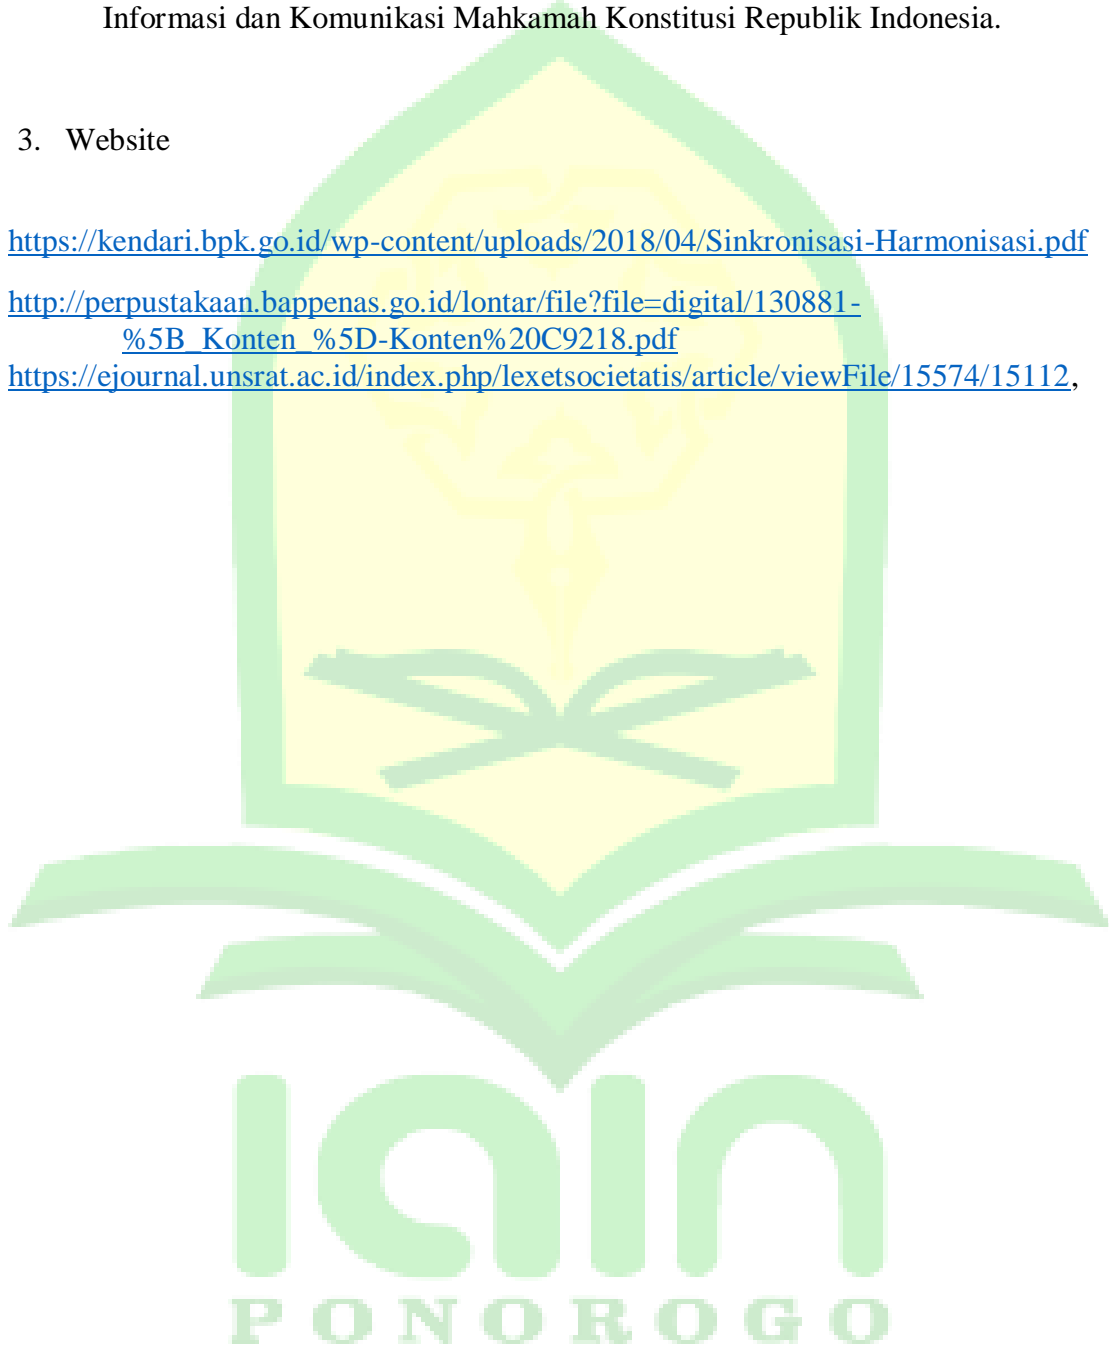 Informasi dan Komunikasi Mahkamah Konstitusi Republik Indonesia.
3. Website
https://kendari.bpk.go.id/wp-content/uploads/2018/04/Sinkronisasi-Harmonisasi.pdf
http://perpustakaan.bappenas.go.id/lontar/file?file=digital/130881-
%5B_Konten_%5D-Konten%20C9218.pdf
https://ejournal.unsrat.ac.id/index.php/lexetsocietatis/article/viewFile/15574/15112,
iain
PONOROGO